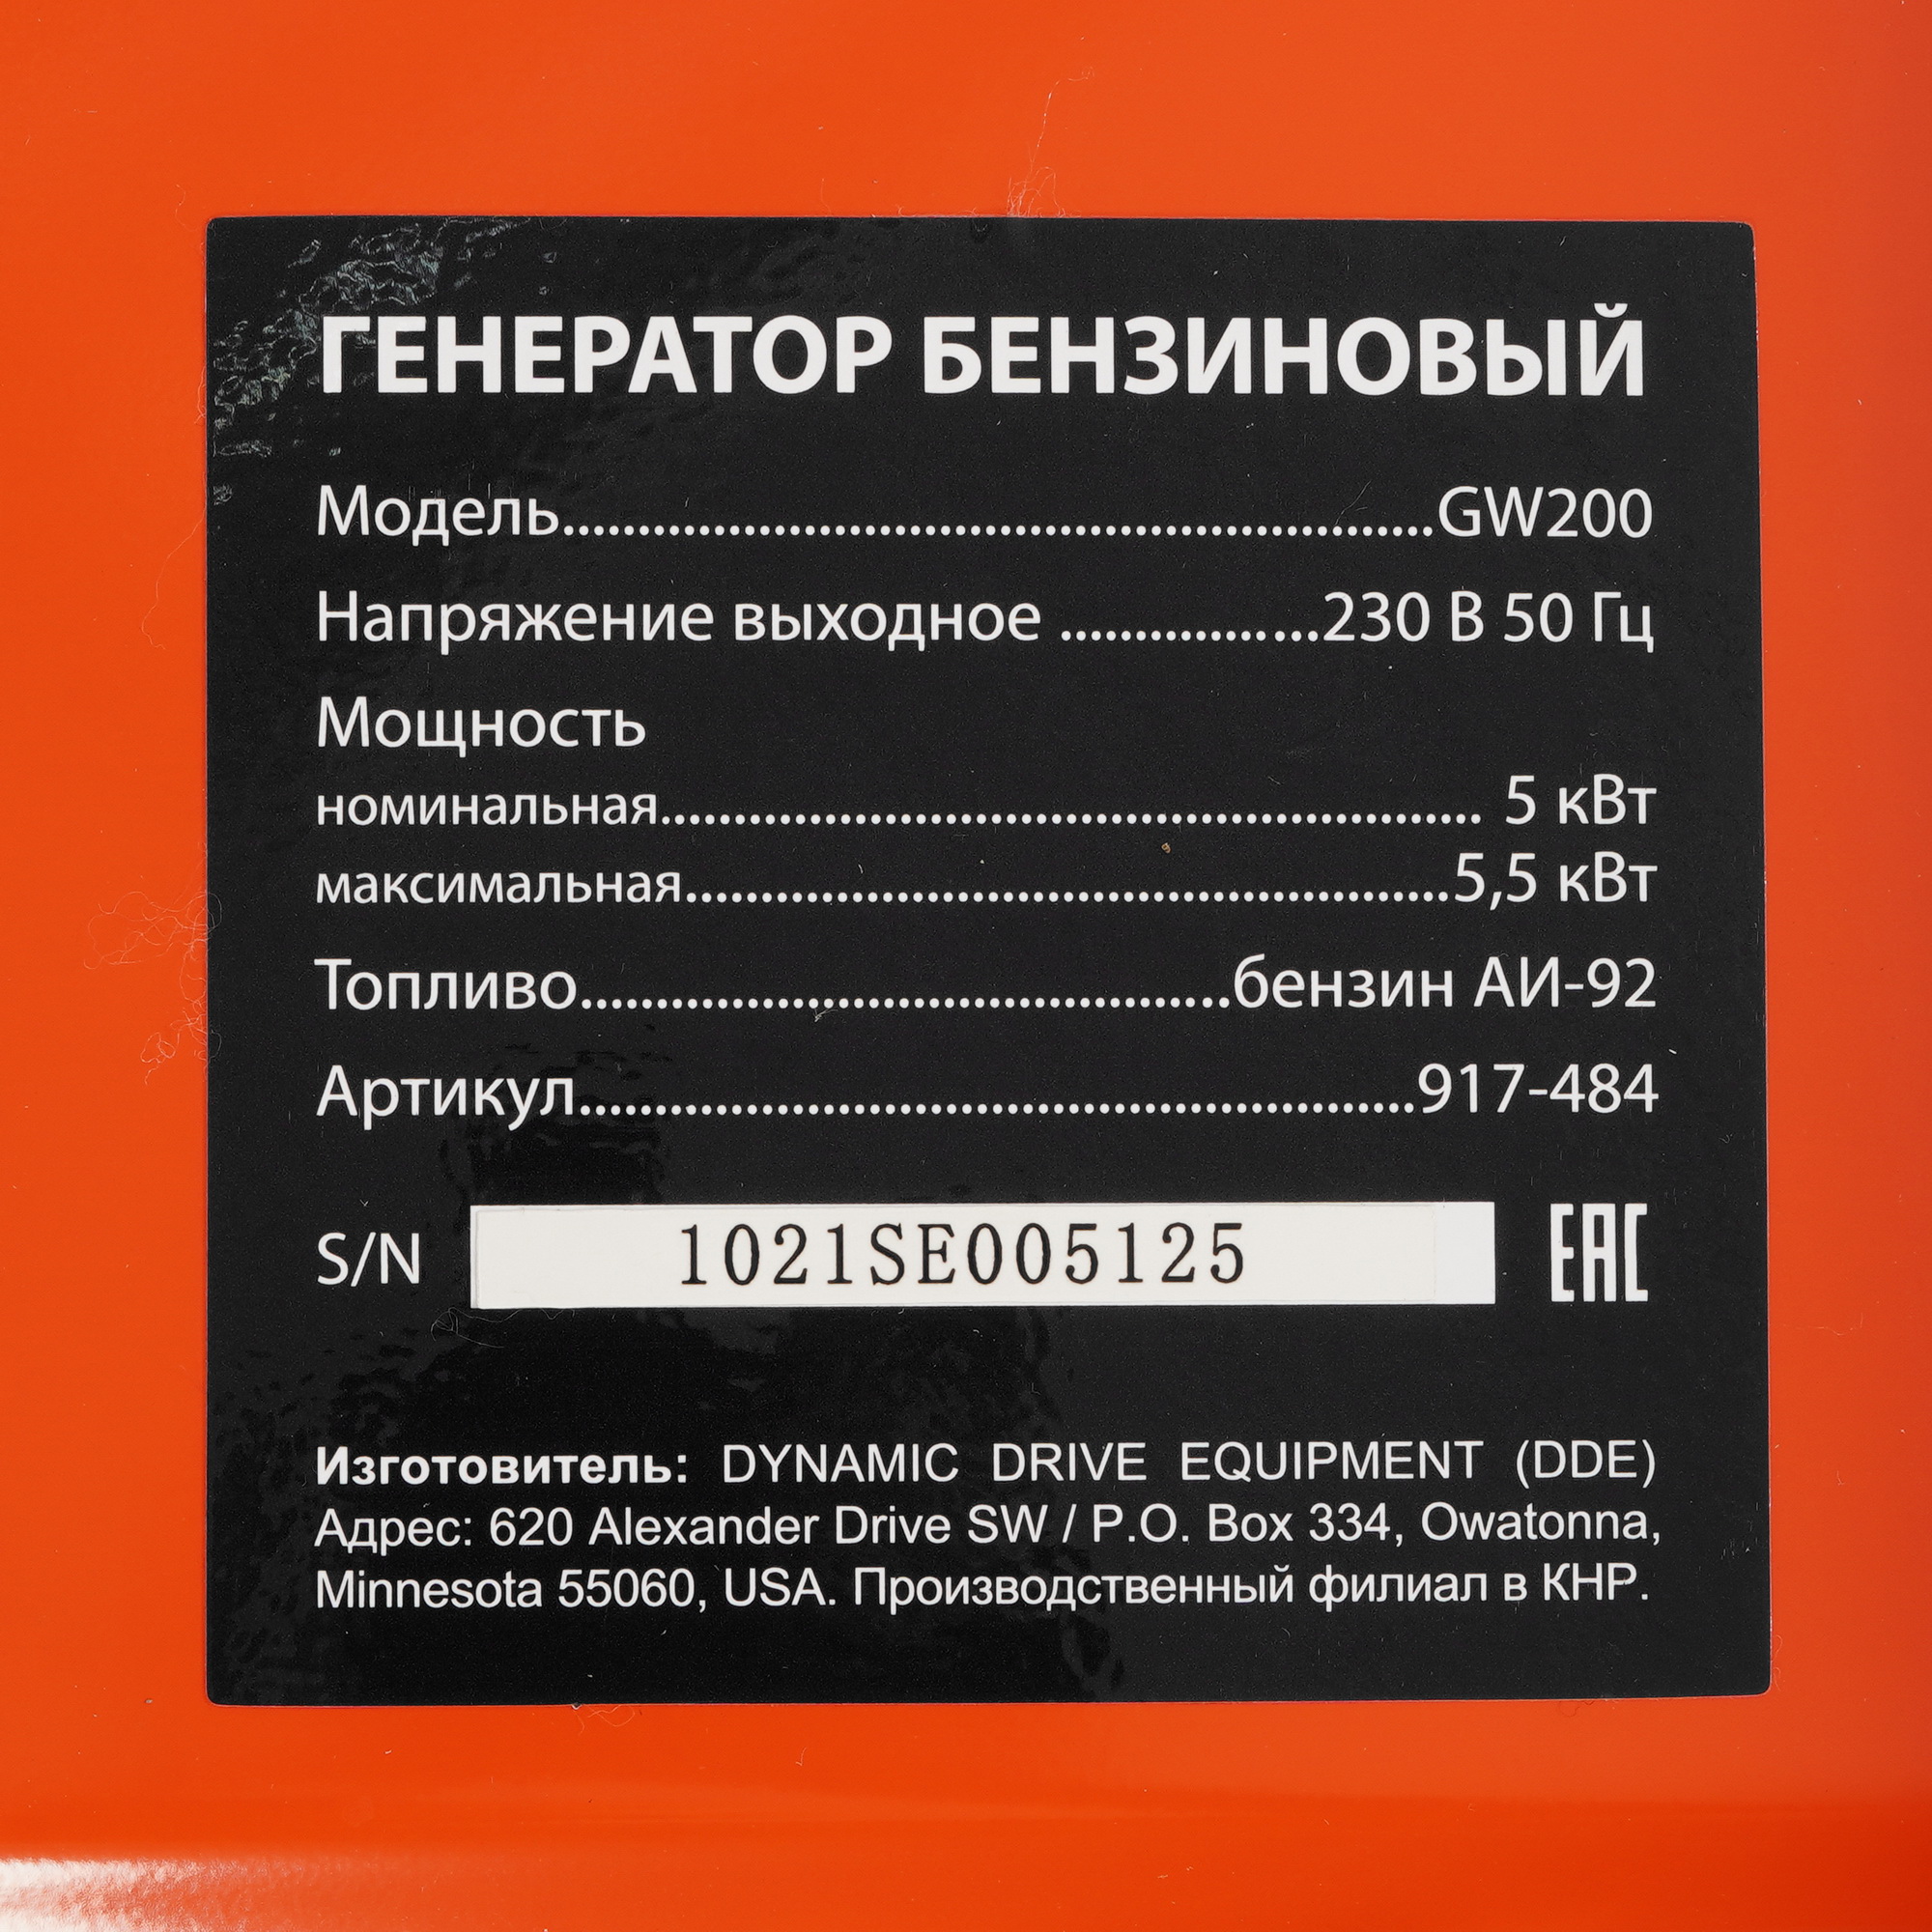 ГЕНЕРАТОР БЕНЗИНОВЫЙ
Модель..........................................................GW200
Напряжение выходное .................230 В 50 Гц
Мощность
номинальная....................................................... 5 кВт
максимальная...................................................5,5 кВт
Топливо...........................................бензин АИ-92
Артикул.......................................................917-484
S/N 1021SE005125 EAC
Изготовитель: DYNAMIC DRIVE EQUIPMENT (DDE)
Адрес: 620 Alexander Drive SW / P.O. Box 334, Owatonna,
Minnesota 55060, USA. Производственный филиал в КНР.